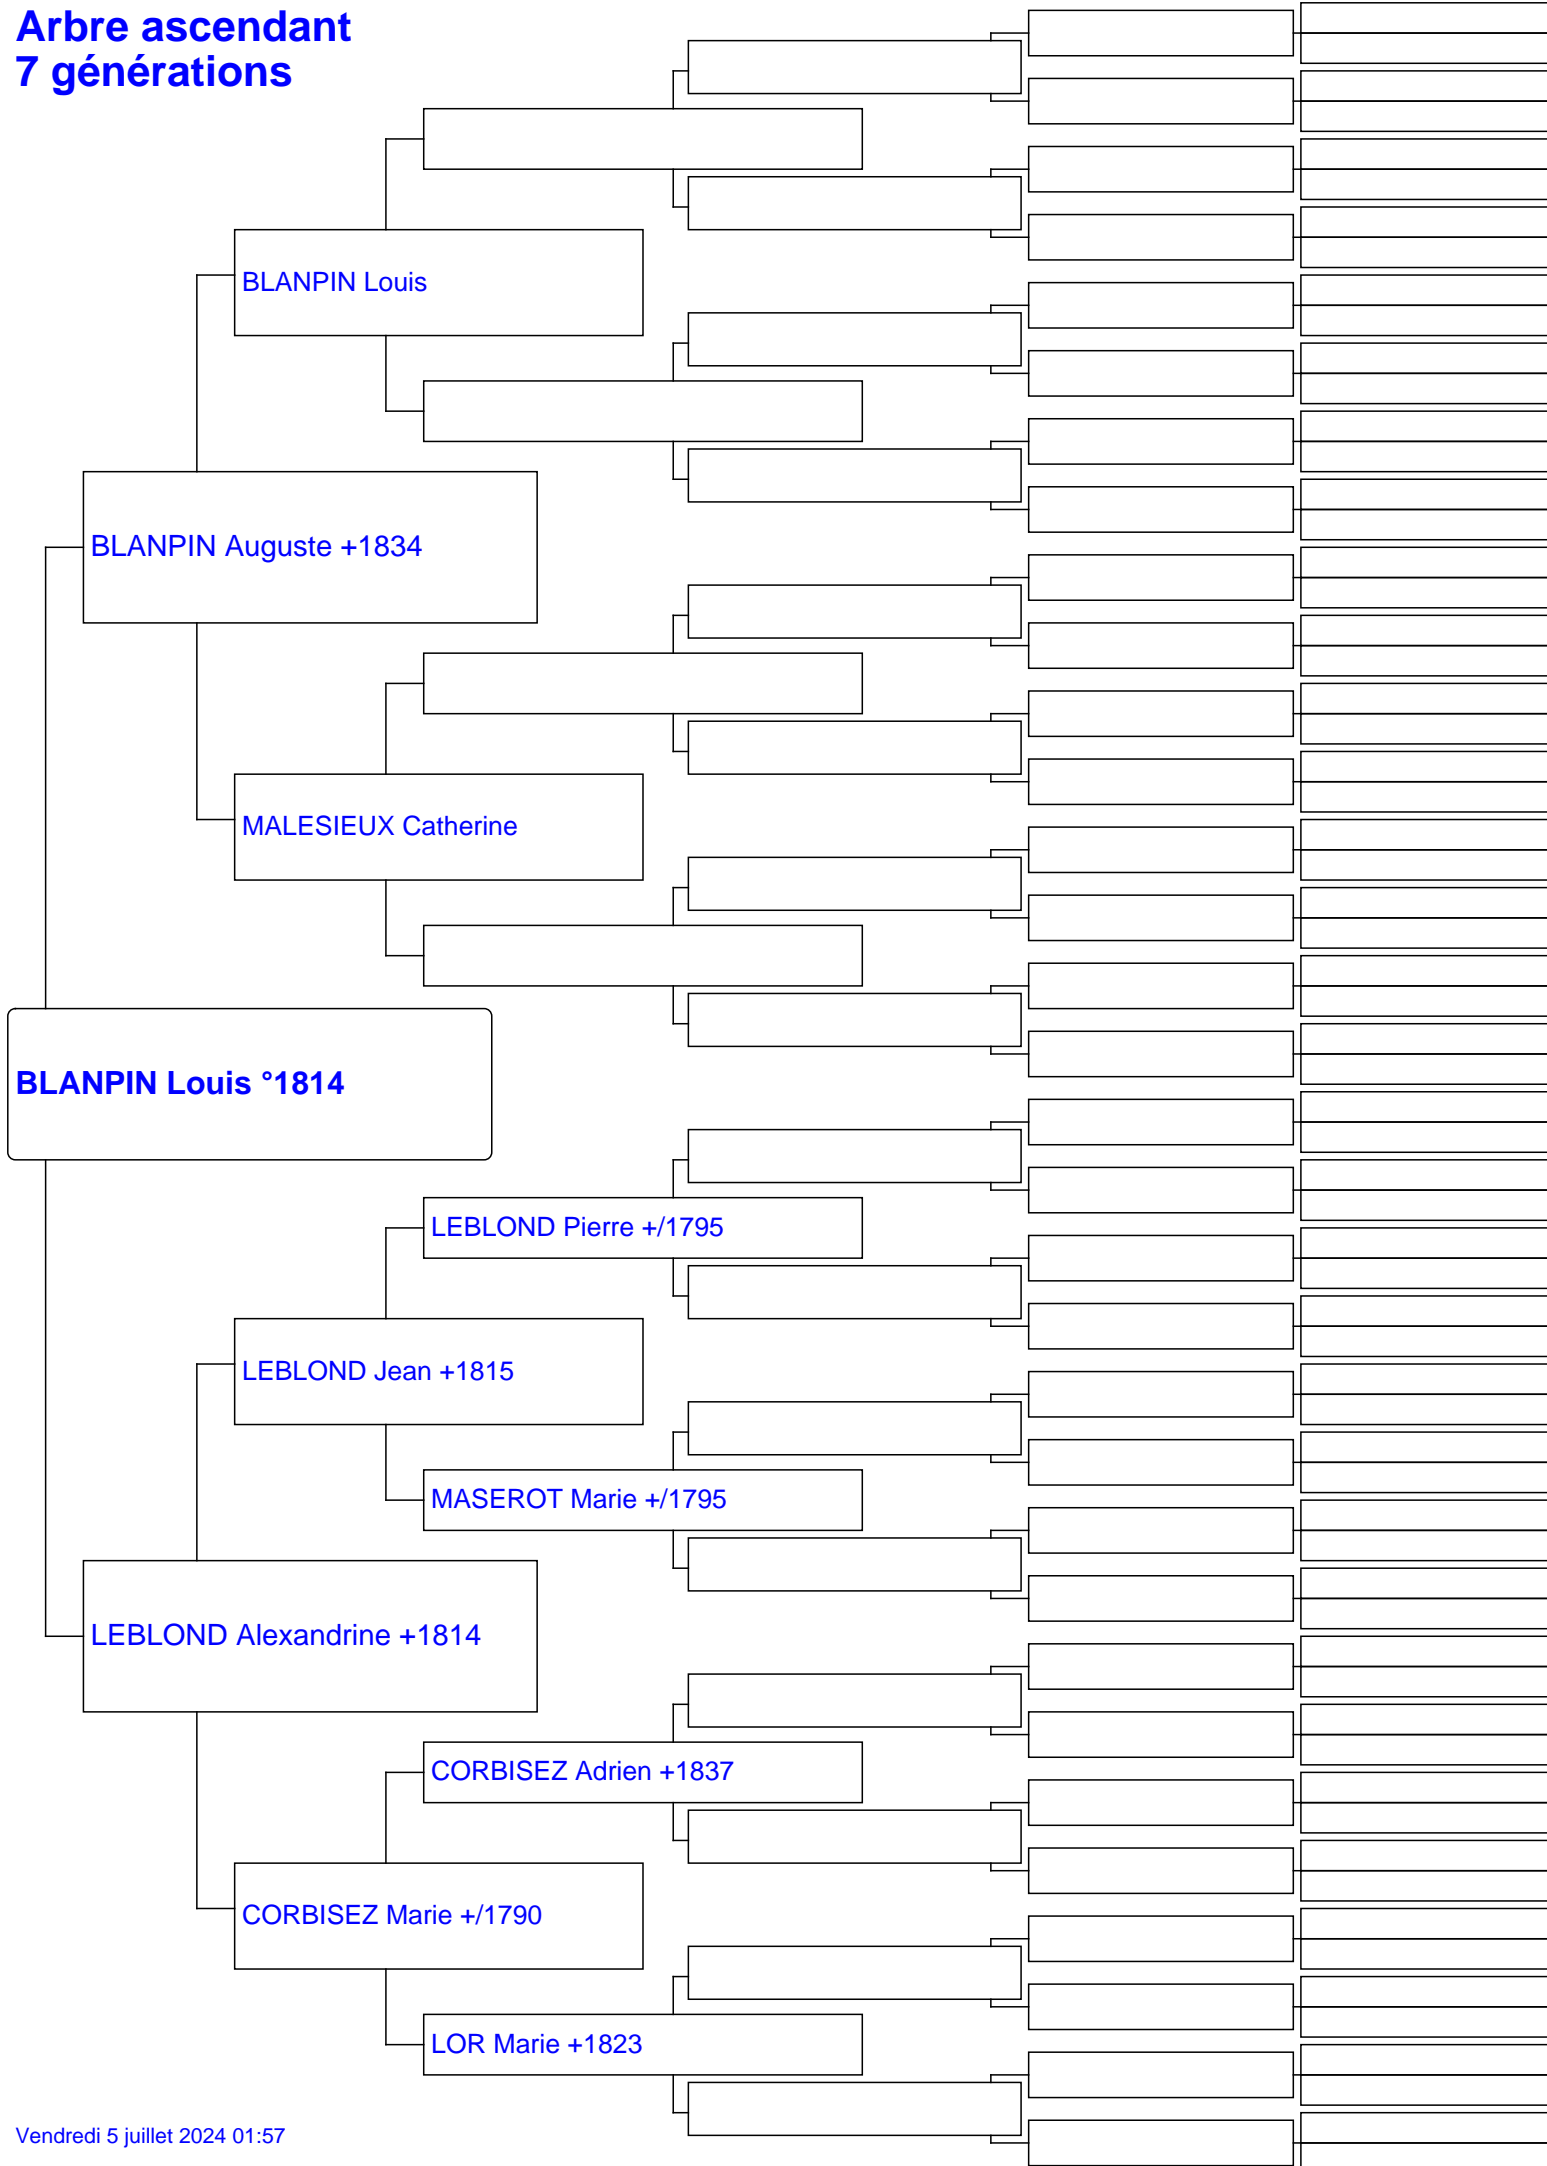 Arbre ascendant
7 générations
BLANPIN Louis
BLANPIN Auguste +1834
MALESIEUX Catherine
BLANPIN Louis °1814
LEBLOND Pierre +/1795
LEBLOND Jean +1815
MASEROT Marie +/1795
LEBLOND Alexandrine +1814
CORBISEZ Adrien +1837
CORBISEZ Marie +/1790
LOR Marie +1823
Vendredi 5 juillet 2024 01:57